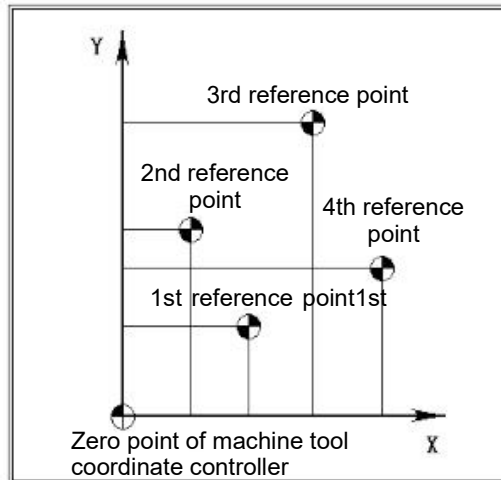 Y
3rd reference point
2nd reference
point
4th reference
point
1st reference point1st
Zero point of machine tool
coordinate controller
X